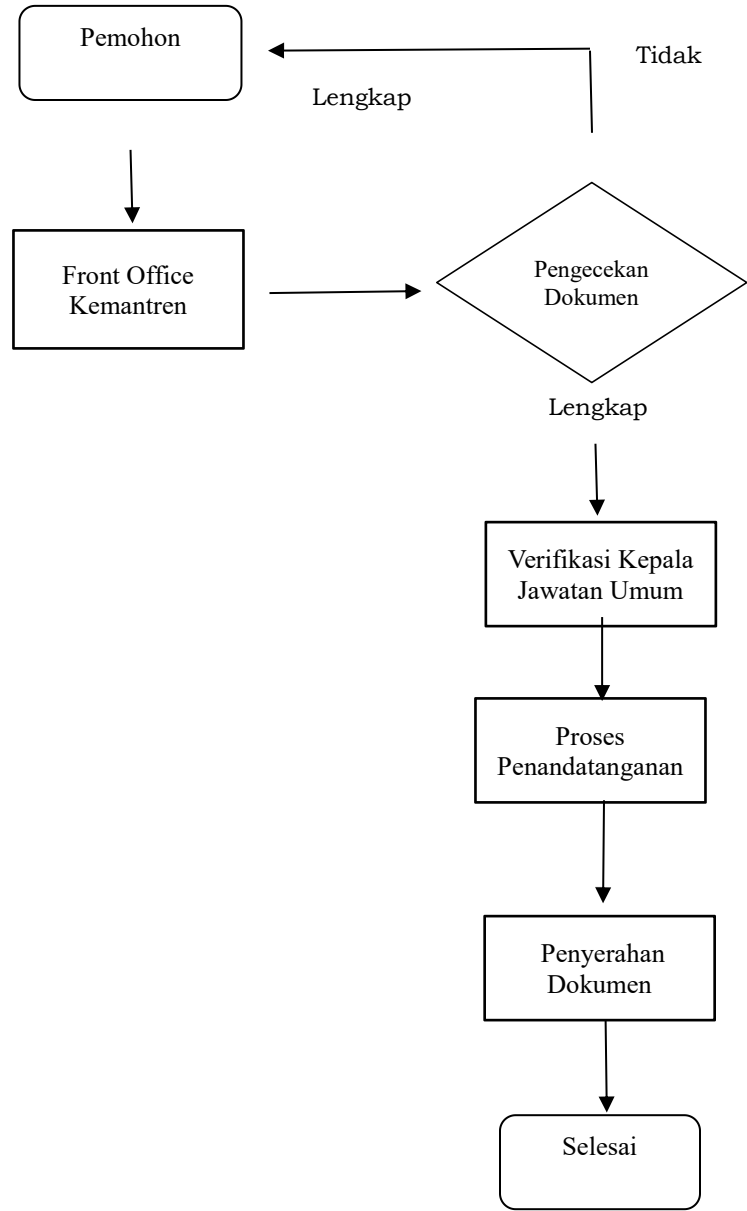 Pemohon
Tidak
Lengkap
Front Office
Kemantren
Pengecekan
Dokumen
Lengkap
Verifikasi Kepala
Jawatan Umum
Proses
Penandatanganan
Penyerahan
Dokumen
Selesai